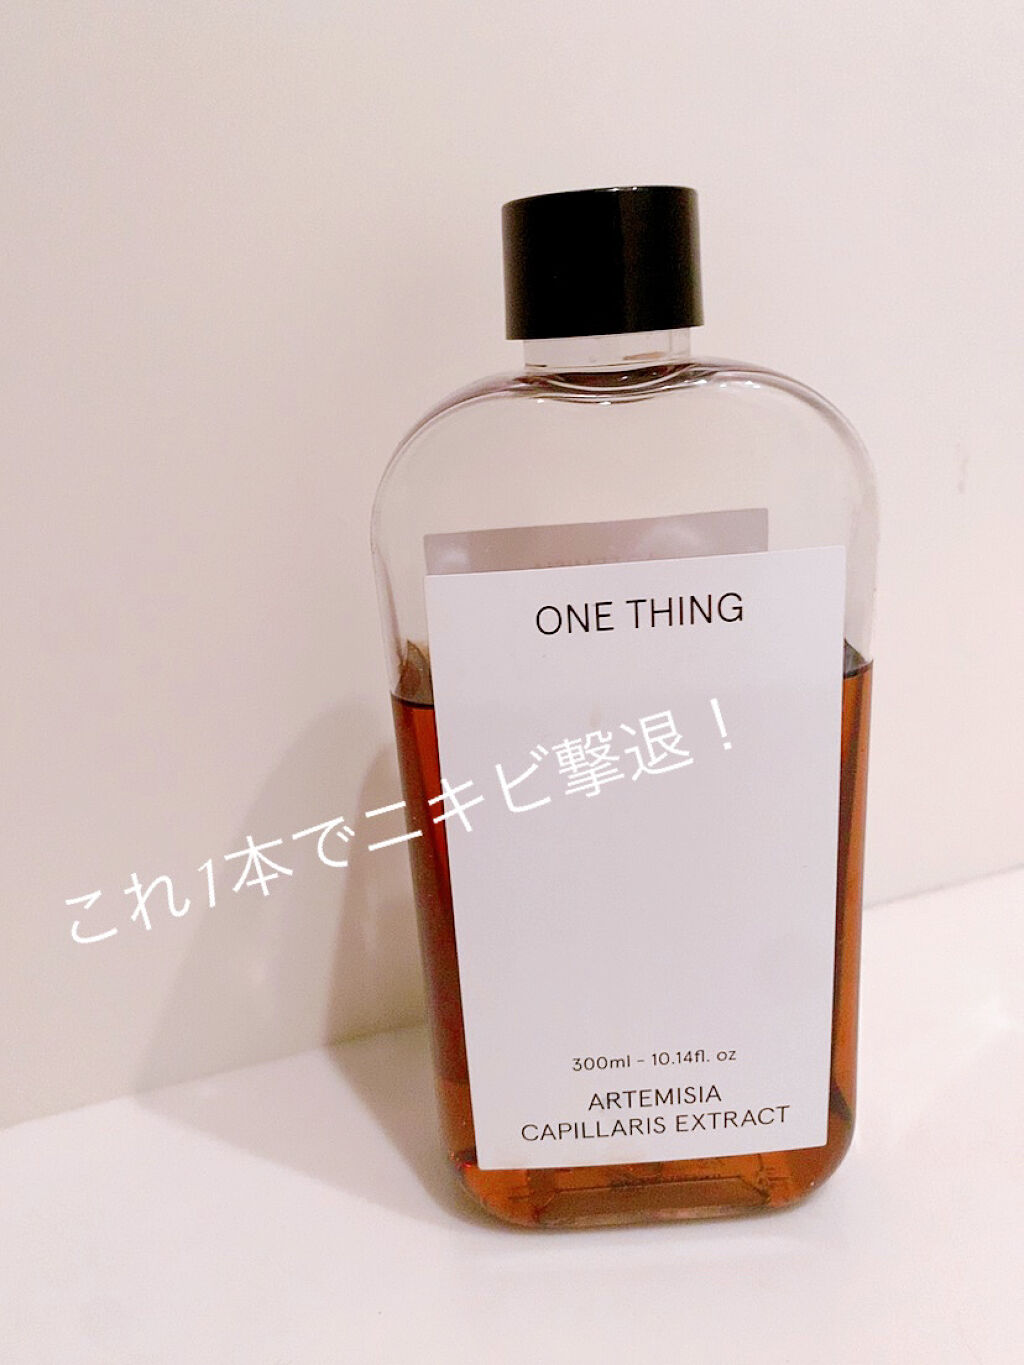 ONE THING
これ1本でニキビ撃退！
300ml - 10.14fl. oz
ARTEMISIA
CAPILLARIS EXTRACT